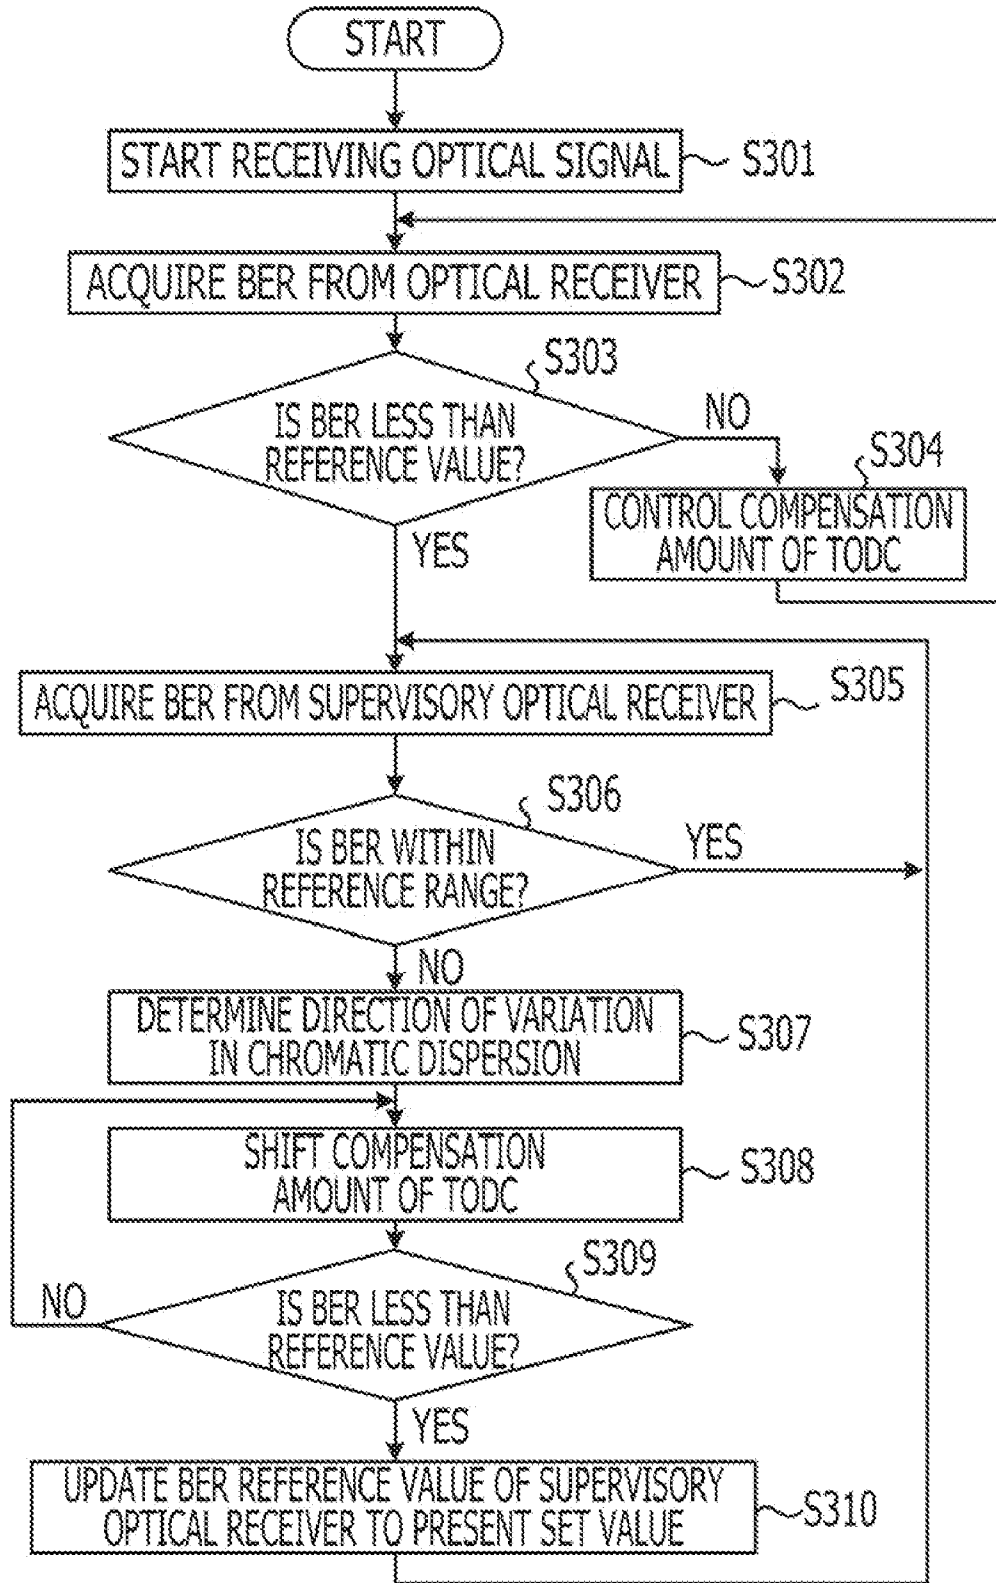 START
START RECEIVING OPTICAL SIGNAL
S301
ACQUIRE BER FROM OPTICAL RECEIVER
S302
S303
IS BER LESS THAN
REFERENCE VALUE?
NO
S304
CONTROL COMPENSATION
AMOUNT OF TODC
YES
ACQUIRE BER FROM SUPERVISORY OPTICAL RECEIVER
S305
S306
IS BER WITHIN
REFERENCE RANGE?
YES
NO
DETERMINE DIRECTION OF VARIATION
IN CHROMATIC DISPERSION
S307
SHIFT COMPENSATION
AMOUNT OF TODC
S308
S309
IS BER LESS THAN
REFERENCE VALUE?
NO
YES
UPDATE BER REFERENCE VALUE OF SUPERVISORY
OPTICAL RECEIVER TO PRESENT SET VALUE
S310